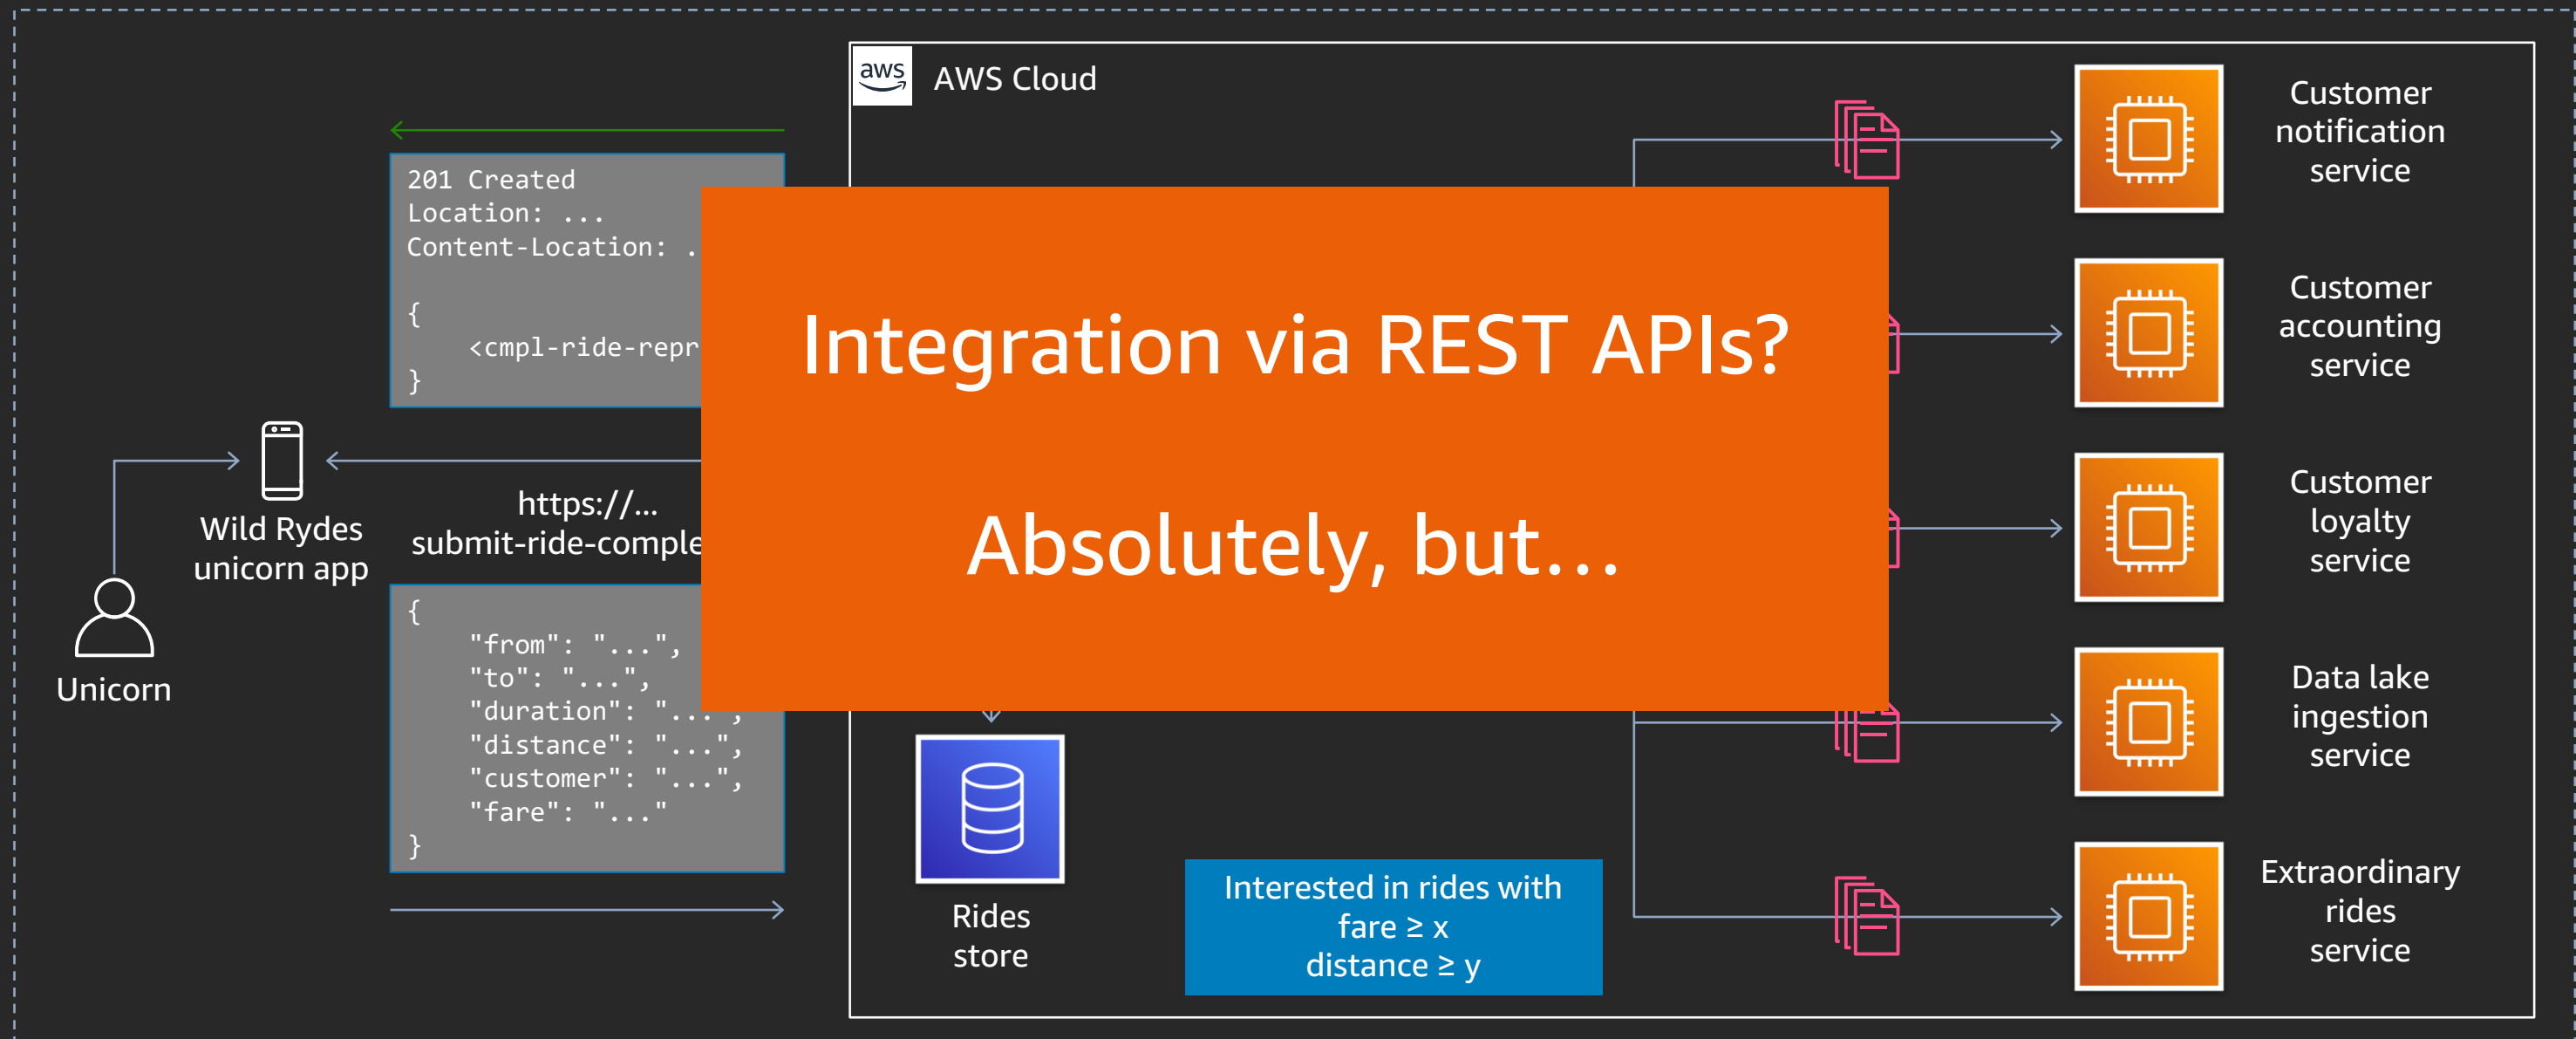 aws
AWS Cloud
201 Created
Location: ...
Content-Location: .
{
<cmpl-ride-repr
}
Integration via REST APIs?
Absolutely, but...
Wild Rydes
unicorn app
Unicorn
https://...
submit-ride-comple
{
"from": "...",
"to": "...",
"duration": "...",
"distance": "...",
"customer": "...",
"fare": "..."
}
Rides
store
Interested in rides with
fare ≥ x
distance ≥ y
Customer
notification
service
Customer
accounting
service
Customer
loyalty
service
Data lake
ingestion
service
Extraordinary
rides
service